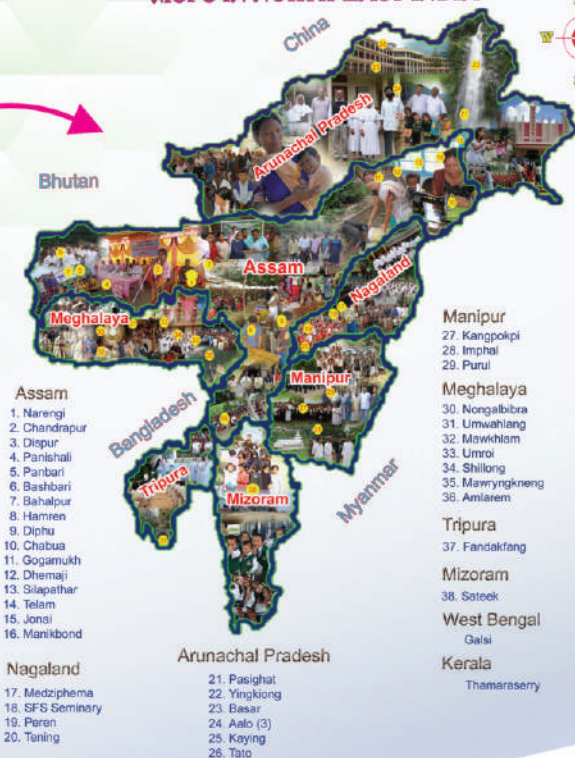 China
W
Arunachal Pradesh
Bhutan
Assam
Nagaland
Meghalaya
Manipur
Bangladesh
Tripura
Mizoram
Myanmar
Assam
1. Narengi
2. Chandrapur
3. Dispur
4. Panishali
5. Panbari
6. Bashbari
7. Bahalpur
8. Hamren
9. Diphu
10. Chabua
11. Gogamukh
12. Dhemaji
13. Silapathar
14. Telam
15. Jonai
16. Manikbond
Nagaland
17. Medziphema
18. SFS Seminary
19. Peren
20. Tening
Arunachal Pradesh
21. Pasighat
22. Yingkiong
23. Basar
24. Aalo (3)
25. Kaying
26. Tato
Manipur
27. Kangpokpi
28. Imphal
29. Purul
Meghalaya
30. Nongalbibra
31. Umwahlang
32. Mawkhlam
33. Umroi
34. Shillong
35. Mawryngkneng
36. Amlarem
Tripura
37. Fandakfang
Mizoram
38. Sateek
West Bengal
Galsi
Kerala
Thamaraserry